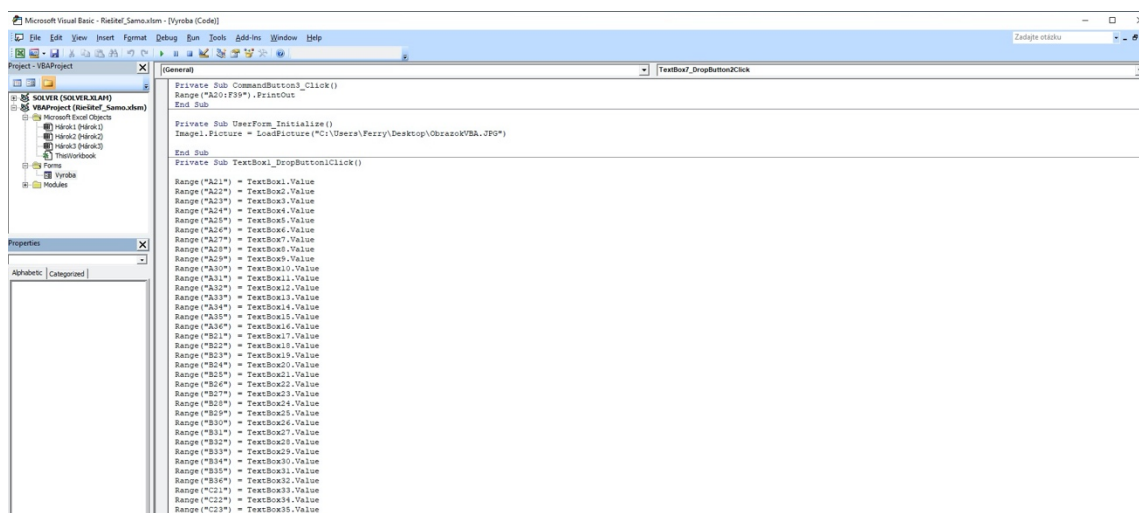 Microsoft Visual Basic - Riešiteľ_Samo.xlsm - [Vyroba (Code)]
File Edit View Insert Format Debug Run Tools Add-Ins Window Help
Zadajte otázku
Project - VBAProject
SOLVER (SOLVER.XLAM)
VBAProject (Riešiteľ_Samo.xlsm)
Microsoft Excel Objects
Hárok1 (Hárok1)
Hárok2 (Hárok2)
Hárok3 (Hárok3)
ThisWorkbook
Forms
Vyroba
Modules
Properties
Alphabetic Categorized
(General)
TextBox7_DropButton2Click
Private Sub CommandButton3_Click()
Range("A20:F39").PrintOut
End Sub
Private Sub UserForm_Initialize()
Image1.Picture = LoadPicture("C:\Users\Ferry\Desktop\ObrazokVBA.JPG")
End Sub
Private Sub TextBox1_DropButton1Click()
Range("A21") = TextBox1.Value
Range("A22") = TextBox2.Value
Range("A23") = TextBox3.Value
Range("A24") = TextBox4.Value
Range("A25") = TextBox5.Value
Range("A26") = TextBox6.Value
Range("A27") = TextBox7.Value
Range("A28") = TextBox8.Value
Range("A29") = TextBox9.Value
Range("A30") = TextBox10.Value
Range("A31") = TextBox11.Value
Range("A32") = TextBox12.Value
Range("A33") = TextBox13.Value
Range("A34") = TextBox14.Value
Range("A35") = TextBox15.Value
Range("A36") = TextBox16.Value
Range("B21") = TextBox17.Value
Range("B22") = TextBox18.Value
Range("B23") = TextBox19.Value
Range("B24") = TextBox20.Value
Range("B25") = TextBox21.Value
Range("B26") = TextBox22.Value
Range("B27") = TextBox23.Value
Range("B28") = TextBox24.Value
Range("B29") = TextBox25.Value
Range("B30") = TextBox26.Value
Range("B31") = TextBox27.Value
Range("B32") = TextBox28.Value
Range("B33") = TextBox29.Value
Range("B34") = TextBox30.Value
Range("B35") = TextBox31.Value
Range("B36") = TextBox32.Value
Range("C21") = TextBox33.Value
Range("C22") = TextBox34.Value
Range("C23") = TextBox35.Value